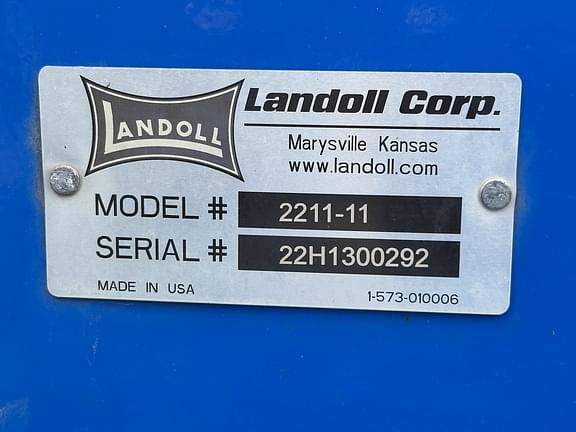 LANDOLL
Landoll Corp.
Marysville Kansas
www.landoll.com
MODEL # 2211-11
SERIAL # 22H1300292
MADE IN USA 1-573-010006